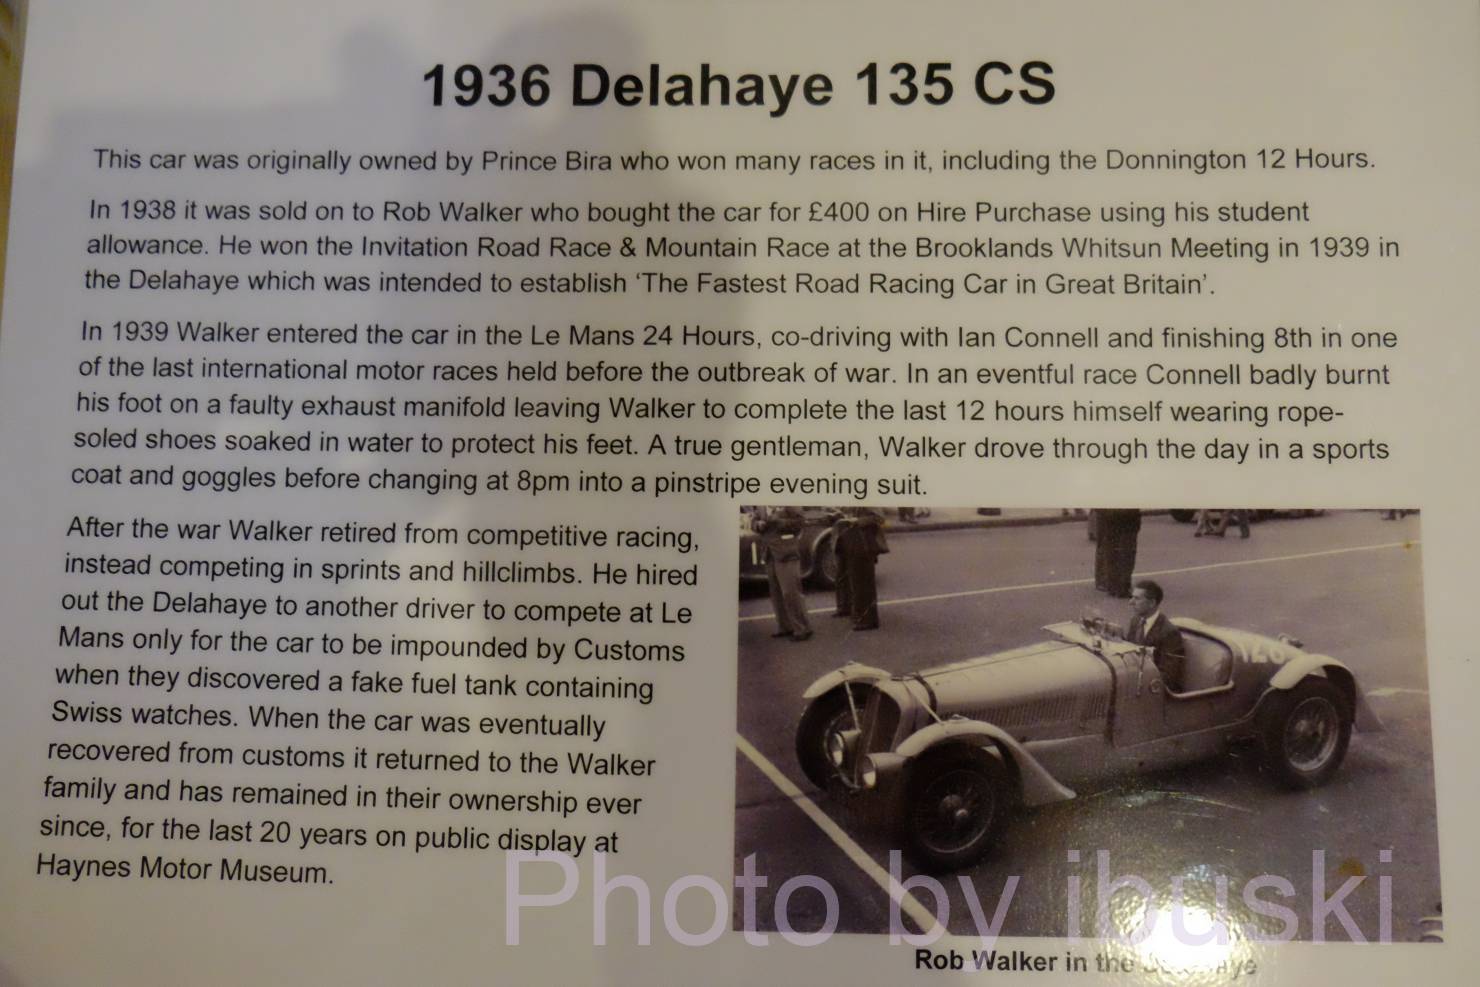 1936 Delahaye 135 CS
This car was originally owned by Prince Bira who won many races in it, including the Donnington 12 Hours.
In 1938 it was sold on to Rob Walker who bought the car for £400 on Hire Purchase using his student
allowance. He won the Invitation Road Race & Mountain Race at the Brooklands Whitsun Meeting in 1939 in
the Delahaye which was intended to establish ‘The Fastest Road Racing Car in Great Britain’.
In 1939 Walker entered the car in the Le Mans 24 Hours, co-driving with Ian Connell and finishing 8th in one
of the last international motor races held before the outbreak of war. In an eventful race Connell badly burnt
his foot on a faulty exhaust manifold leaving Walker to complete the last 12 hours himself wearing rope-
soled shoes soaked in water to protect his feet. A true gentleman, Walker drove through the day in a sports
coat and goggles before changing at 8pm into a pinstripe evening suit.
After the war Walker retired from competitive racing,
instead competing in sprints and hillclimbs. He hired
out the Delahaye to another driver to compete at Le
Mans only for the car to be impounded by Customs
when they discovered a fake fuel tank containing
Swiss watches. When the car was eventually
recovered from customs it returned to the Walker
family and has remained in their ownership ever
since, for the last 20 years on public display at
Haynes Motor Museum.
126
Photo by ibuski
Rob Walker in the Delahaye